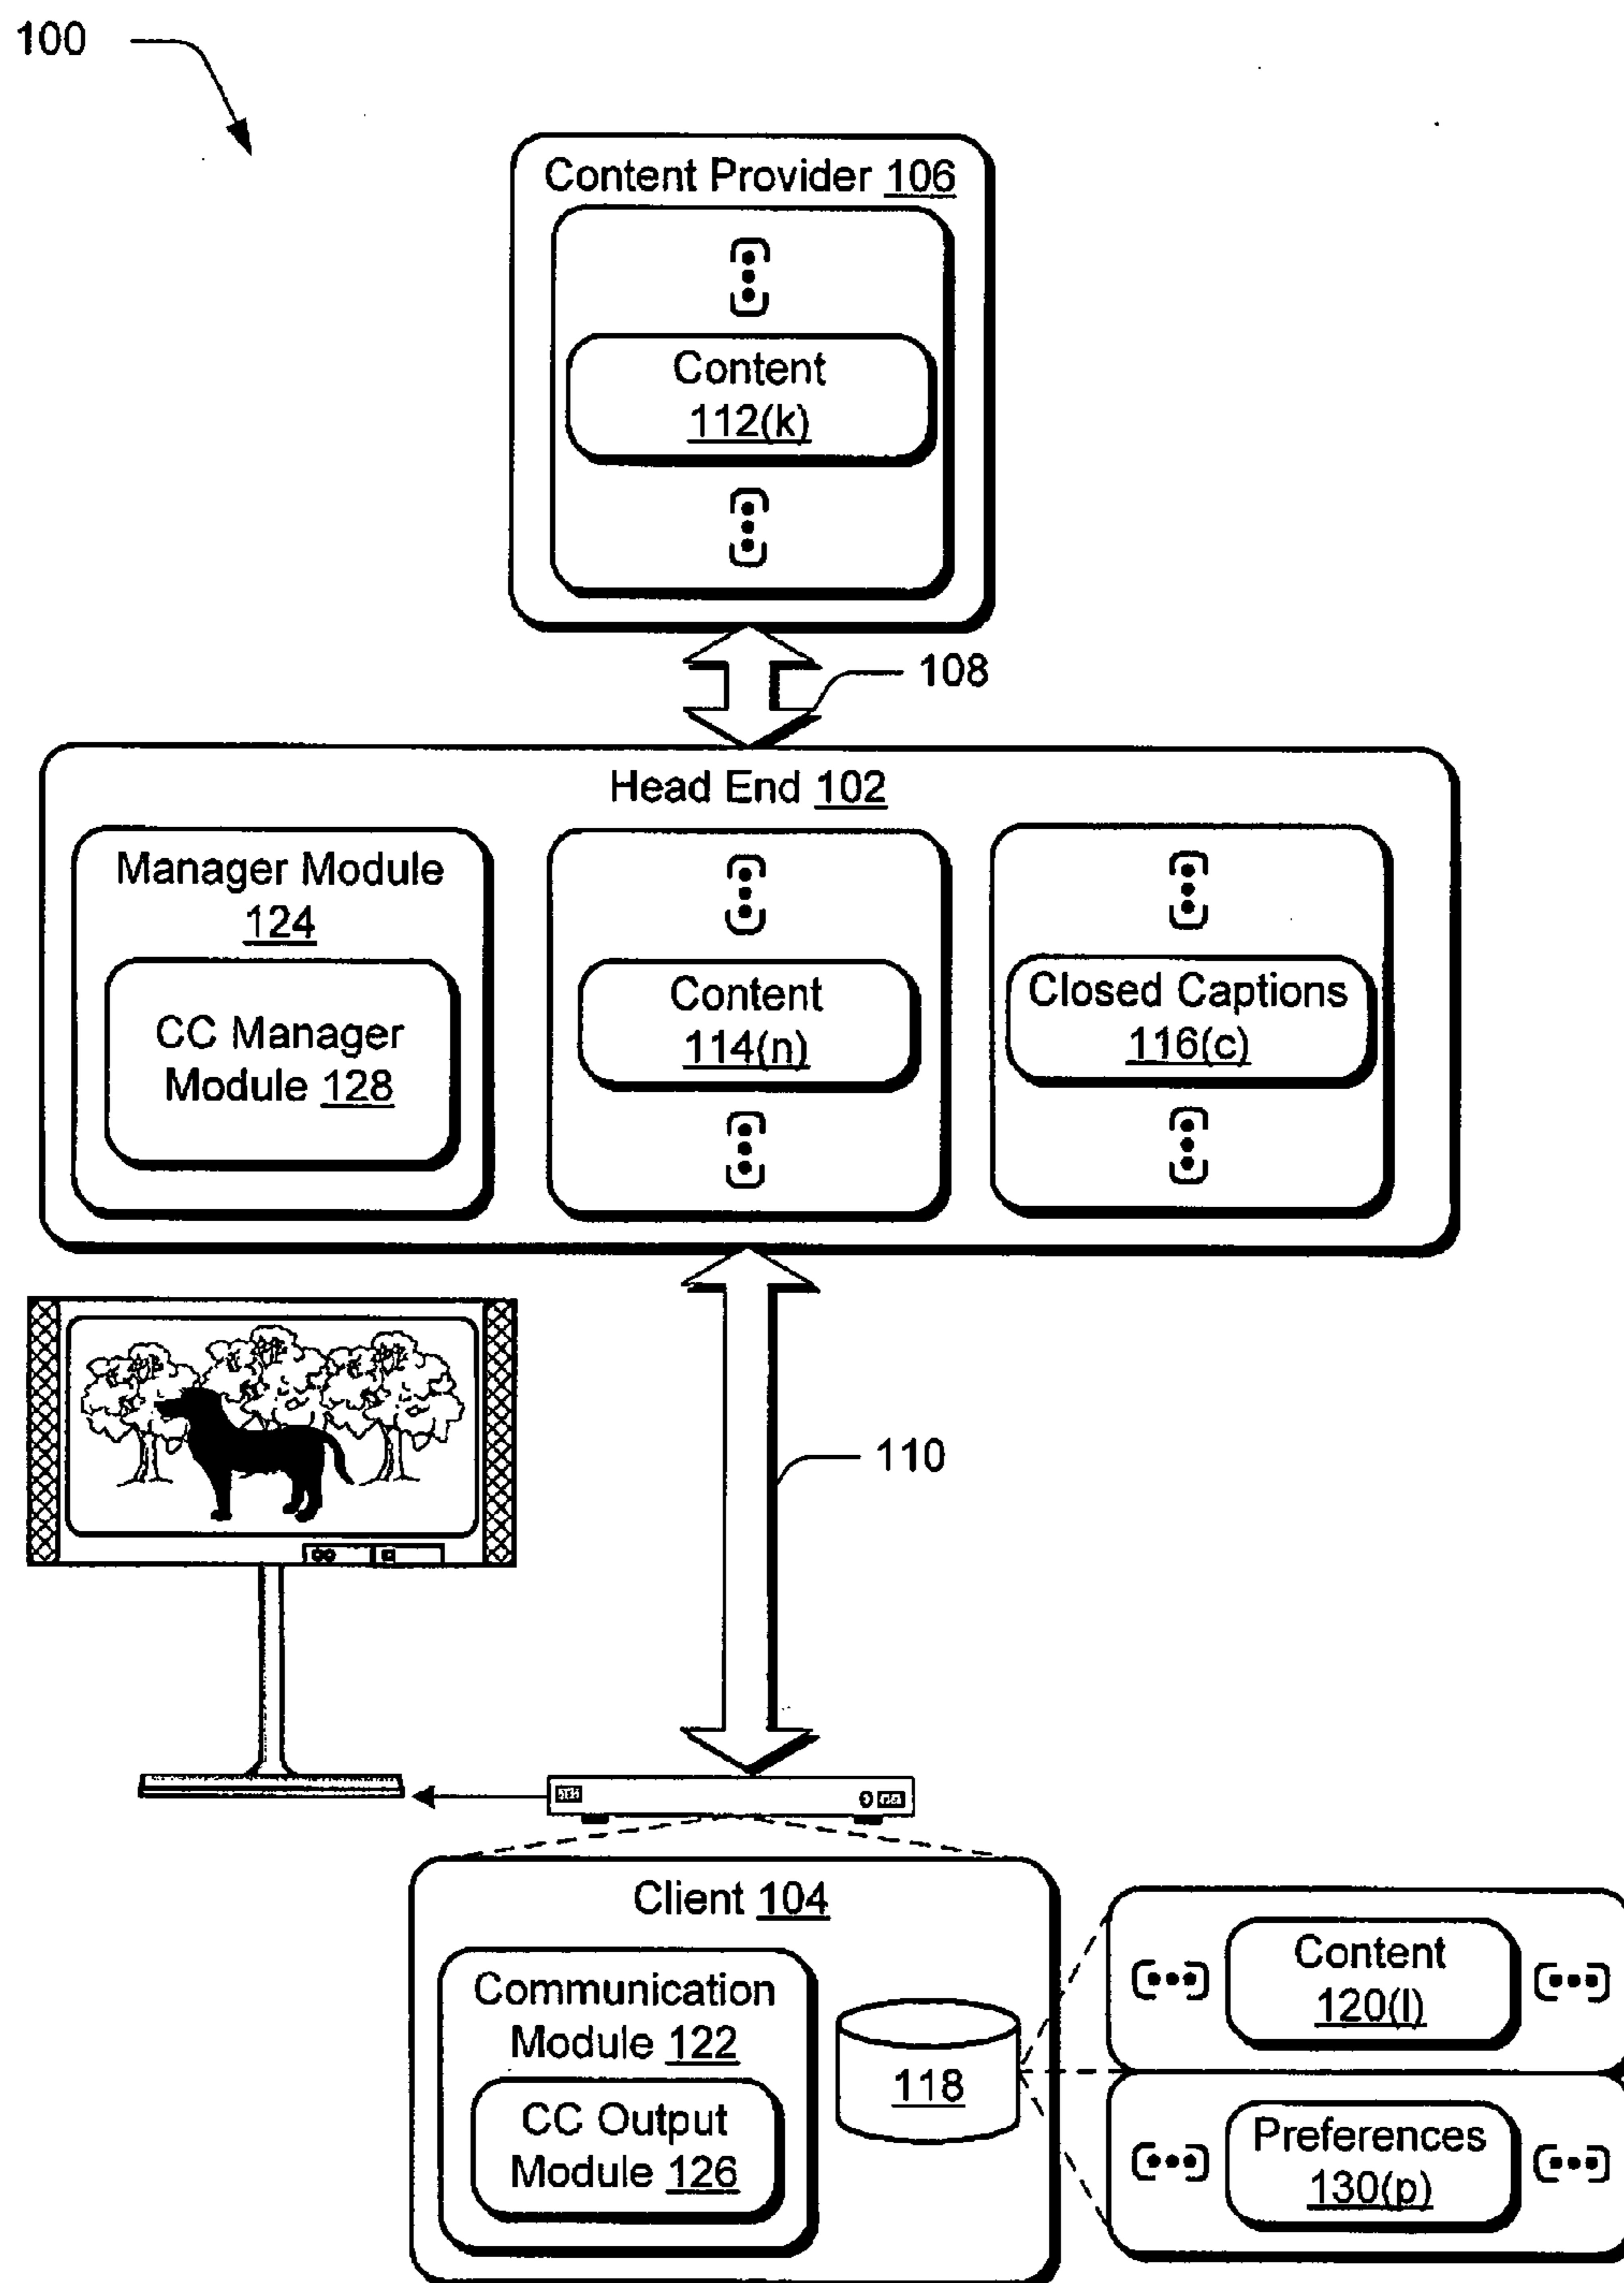 100
Content Provider 106
Content
112(k)
108
Head End 102
Manager Module
124
CC Manager
Module 128
Content
114(n)
Closed Captions
116(c)
110
Client 104
Communication
Module 122
CC Output
Module 126
118
Content
120(l)
Preferences
130(p)